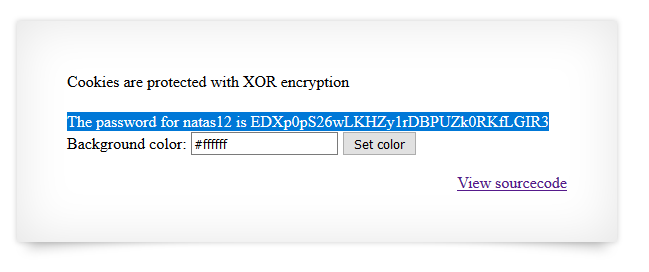 Cookies are protected with XOR encryption
The password for natas12 is EDXp0pS26wLKHZy1rDBPUZk0RKfLGIR3
Background color: #ffffff Set color
View sourcecode